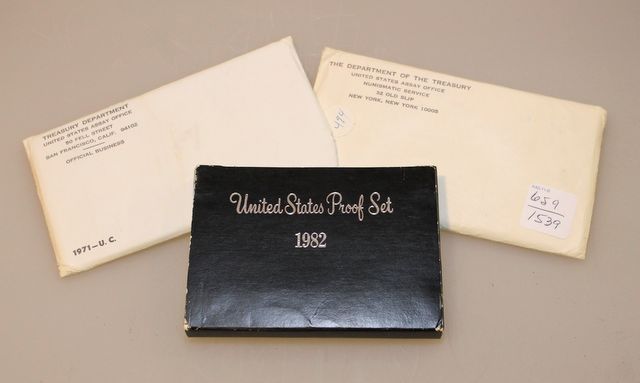 TREASURY DEPARTMENT
UNITED STATES ASSAY OFFICE
50 FELL STREET
SAN FRANCISCO, CALIF. 94102
OFFICIAL BUSINESS
1971-U.C.
THE DEPARTMENT OF THE TREASURY
UNITED STATES ASSAY OFFICE
NUMISMATIC SERVICE
32 OLD SLIP
NEW YORK, NEW YORK 10005
474
659
1539
United States Proof Set
1982